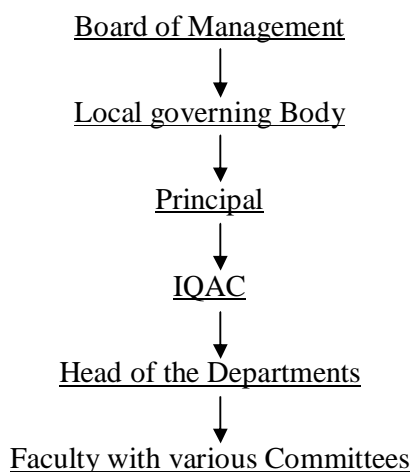 Board of Management
Local governing Body
Principal
IQAC
Head of the Departments
Faculty with various Committees